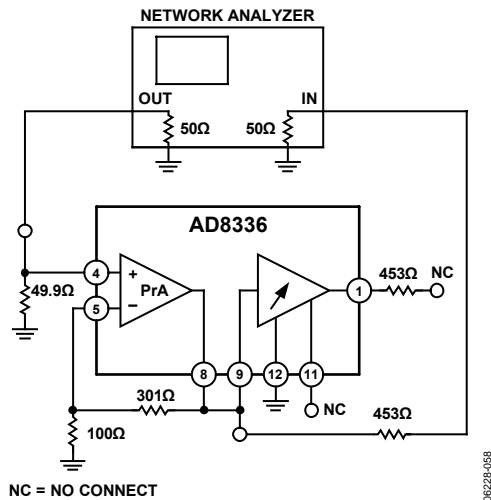 NETWORK ANALYZER
OUT
IN
50Ω
50Ω
AD8336
4
+
PrA
5
–
49.9Ω
1
453Ω
NC
8
9
12
11
301Ω
NC
453Ω
100Ω
NC = NO CONNECT
06228-058